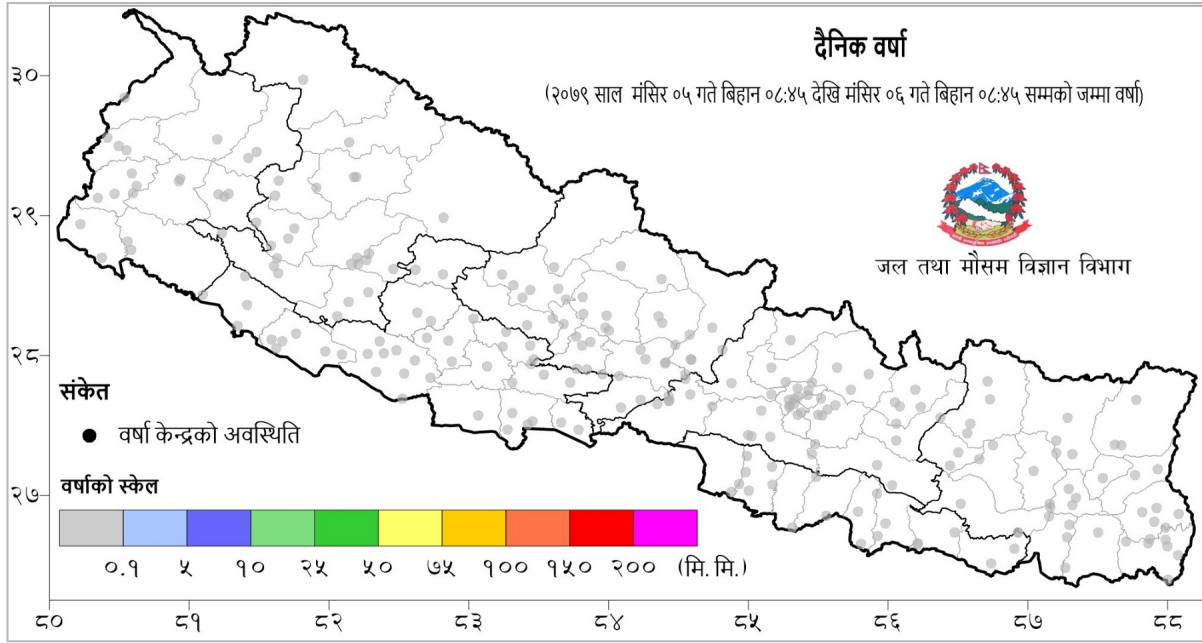 दैनिक वर्षा
(२०७९ साल मंसिर ०५ गते बिहान ०८:४५ देखि मंसिर ०६ गते बिहान ०८:४५ सम्मको जम्मा वर्षा)
जल तथा मौसम विज्ञान विभाग
३०
२९
२८
२७
संकेत
वर्षा केन्द्रको अवस्थिति
वर्षाको स्केल
०.१ ५ १० २५ ५० ७५ १०० १५० २०० (मि. मि.)
८० ८१ ८२ ८३ ८४ ८५ ८६ ८७ ८८